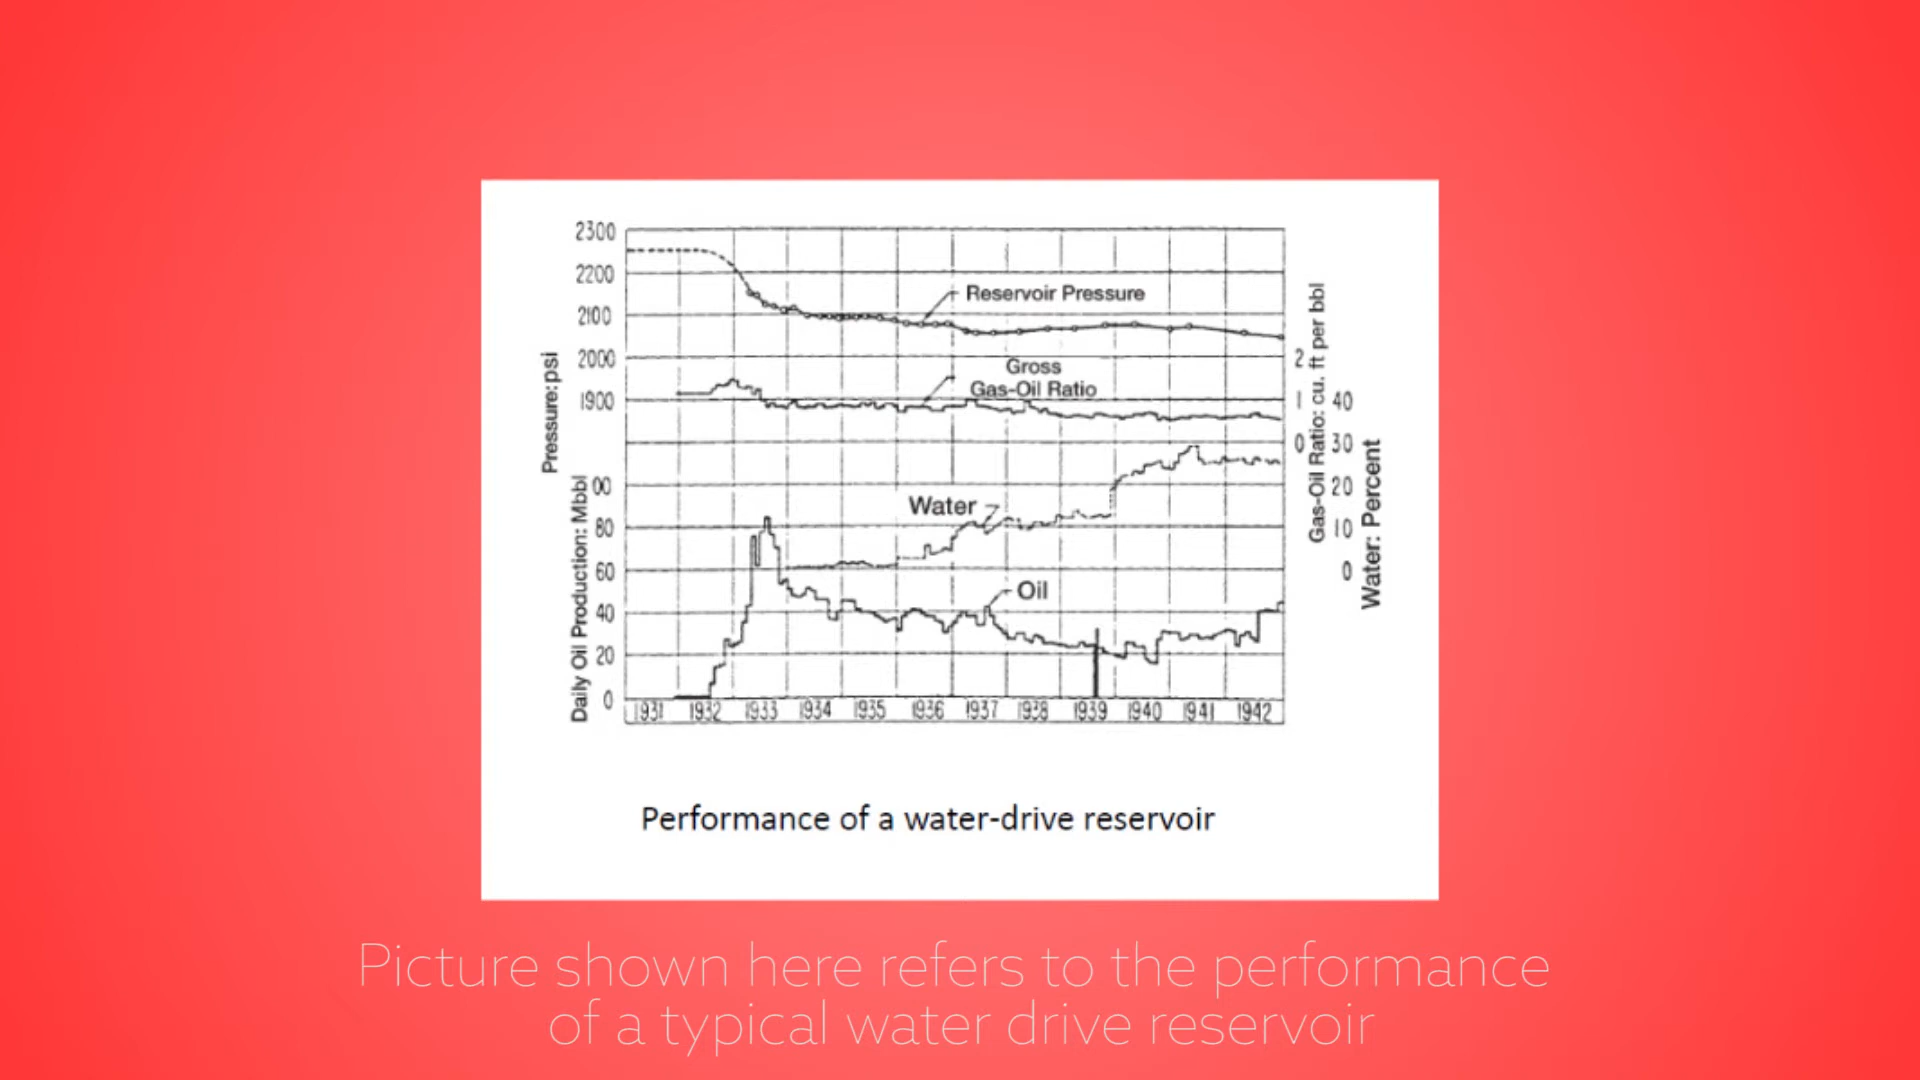 2300
2200
2100
2000
1900
Pressure:psi
Reservoir Pressure
Gross
Gas-Oil Ratio
2
1
0
Gas-Oil Ratio: cu. ft per bbl
40
30
20
10
0
Water: Percent
Water
00
80
60
40
20
0
Daily Oil Production: Mbbl
Oil
1931 1932 1933 1934 1935 1936 1937 1938 1939 1940 1941 1942
Performance of a water-drive reservoir
Picture shown here refers to the performance
of a typical water drive reservoir